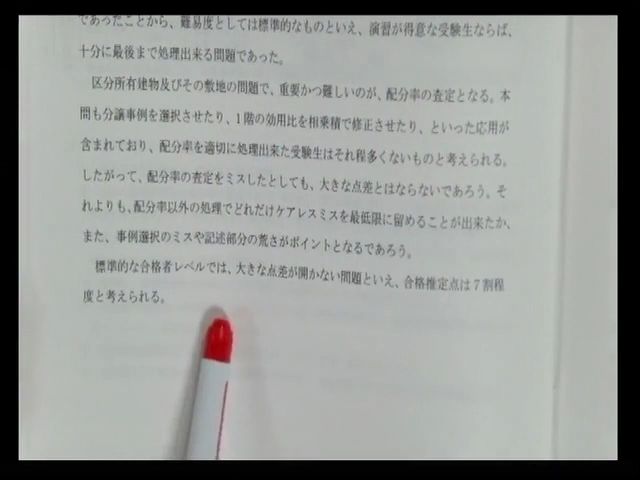 であったことから、難易度としては標準的なものといえ、演習が得意な受験生ならば、
十分に最後まで処理出来る問題であった。
区分所有建物及びその敷地の問題で、重要かつ難しいのが、配分率の査定となる。本
問も分譲事例を選択させたり、1階の効用比を相乗積で修正させたり、といった応用が
含まれており、配分率を適切に処理出来た受験生はそれ程多くないものと考えられる。
したがって、配分率の査定をミスしたとしても、大きな点差とはならないであろう。そ
れよりも、配分率以外の処理でどれだけケアレスミスを最低限に留めることが出来たか、
また、事例選択のミスや記述部分の荒さがポイントとなるであろう。
標準的な合格者レベルでは、大きな点差が開かない問題といえ、合格推定点は7割程
度と考えられる。